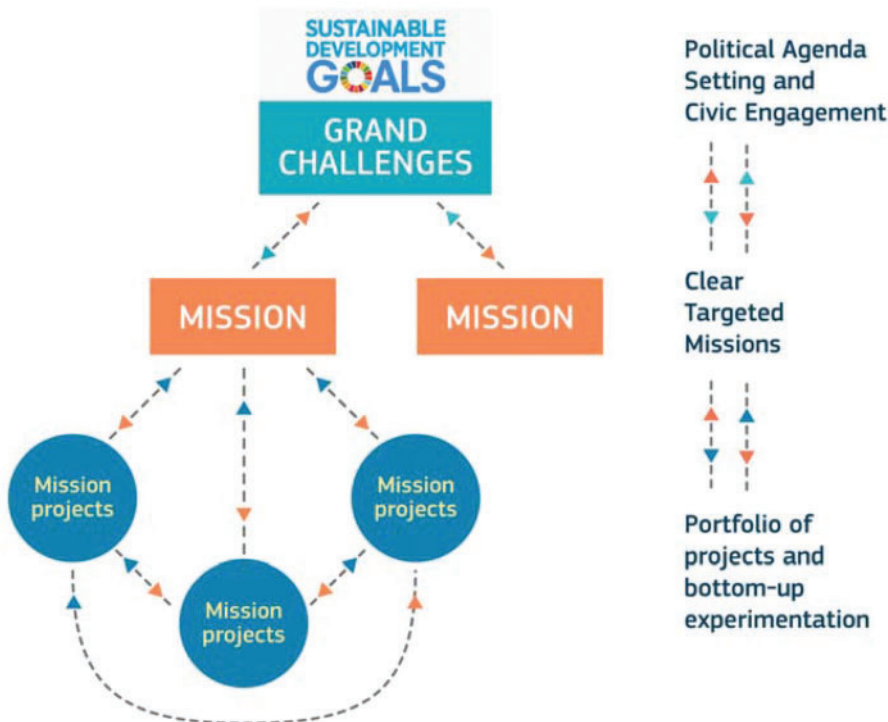 SUSTAINABLE
DEVELOPMENT
GOALS
GRAND
CHALLENGES
MISSION
MISSION
Mission
projects
Mission
projects
Mission
projects
Political Agenda
Setting and
Civic Engagement
Clear
Targeted
Missions
Portfolio of
projects and
bottom-up
experimentation